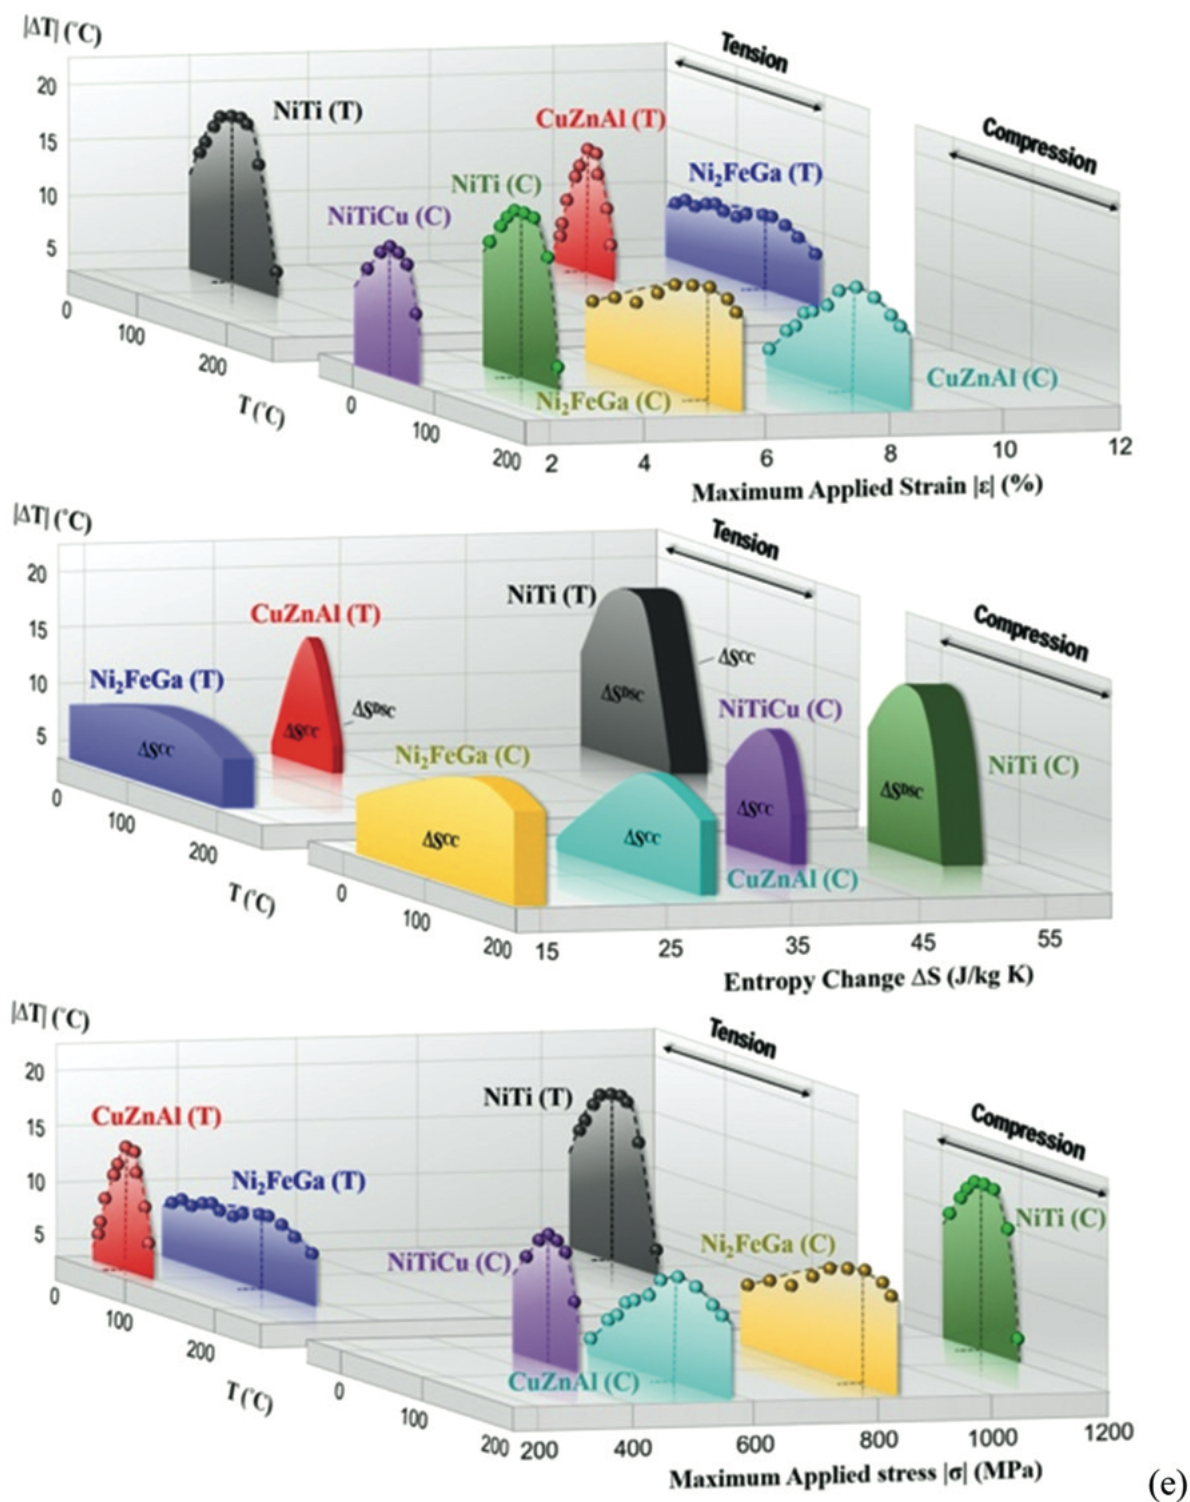 |ΔT| (˚C)
Tension
Compression
20
15
10
5
NiTi (T)
CuZnAl (T)
Ni₂FeGa (T)
NiTi (C)
NiTiCu (C)
CuZnAl (C)
Ni₂FeGa (C)
0
100
200
T (˚C)
0
100
200
2
4
6
8
10
12
Maximum Applied Strain |ε| (%)
|ΔT| (˚C)
Tension
Compression
20
15
10
5
NiTi (T)
CuZnAl (T)
ΔSCC
Ni₂FeGa (T)
ΔSDSC
NiTiCu (C)
ΔSDSC
ΔSCC
ΔSCC
Ni₂FeGa (C)
NiTi (C)
ΔSDSC
ΔSCC
ΔSCC
ΔSCC
CuZnAl (C)
0
100
200
T (˚C)
0
100
200
15
25
35
45
55
Entropy Change ΔS (J/kg K)
|ΔT| (˚C)
Tension
Compression
20
15
10
5
NiTi (T)
CuZnAl (T)
Ni₂FeGa (T)
NiTi (C)
Ni₂FeGa (C)
NiTiCu (C)
CuZnAl (C)
0
100
200
T (˚C)
0
100
200
200
400
600
800
1000
1200
Maximum Applied stress |σ| (MPa)
(e)